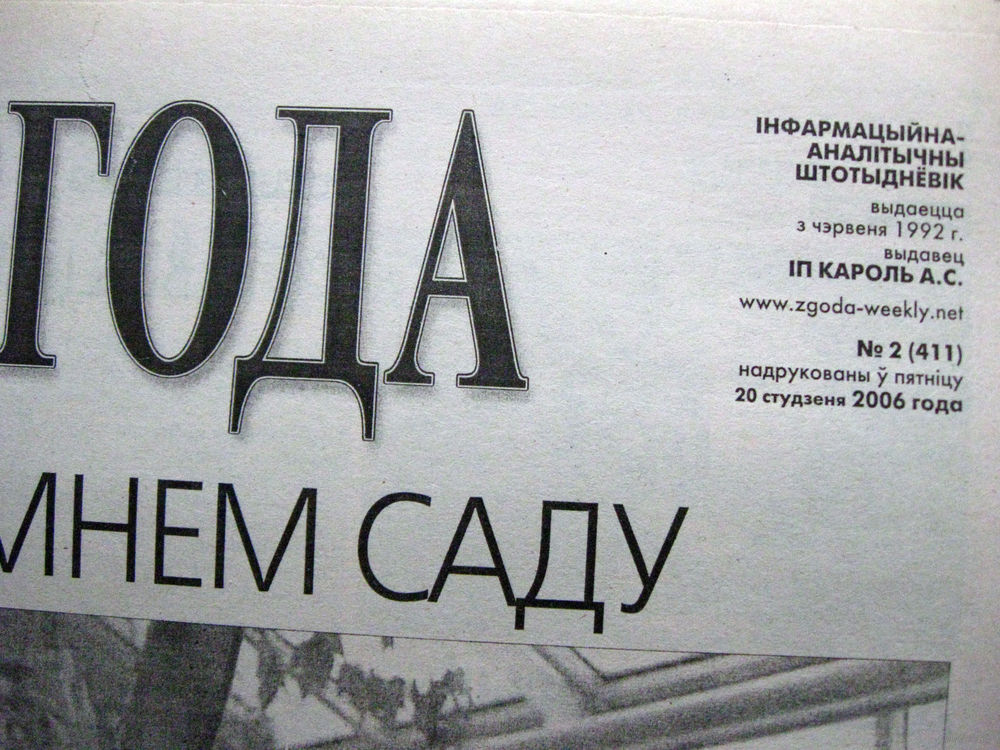 ГОДА
ІНФАРМАЦЫЙНА-
АНАЛІТЫЧНЫ
ШТОТЫДНЁВІК
выдаецца
з чэрвеня 1992 г.
выдавец
ІП КАРОЛЬ А.С.
www.zgoda-weekly.net
№ 2 (411)
надрукованы ў пятніцу
20 студзеня 2006 года
МНЕМ САДУ